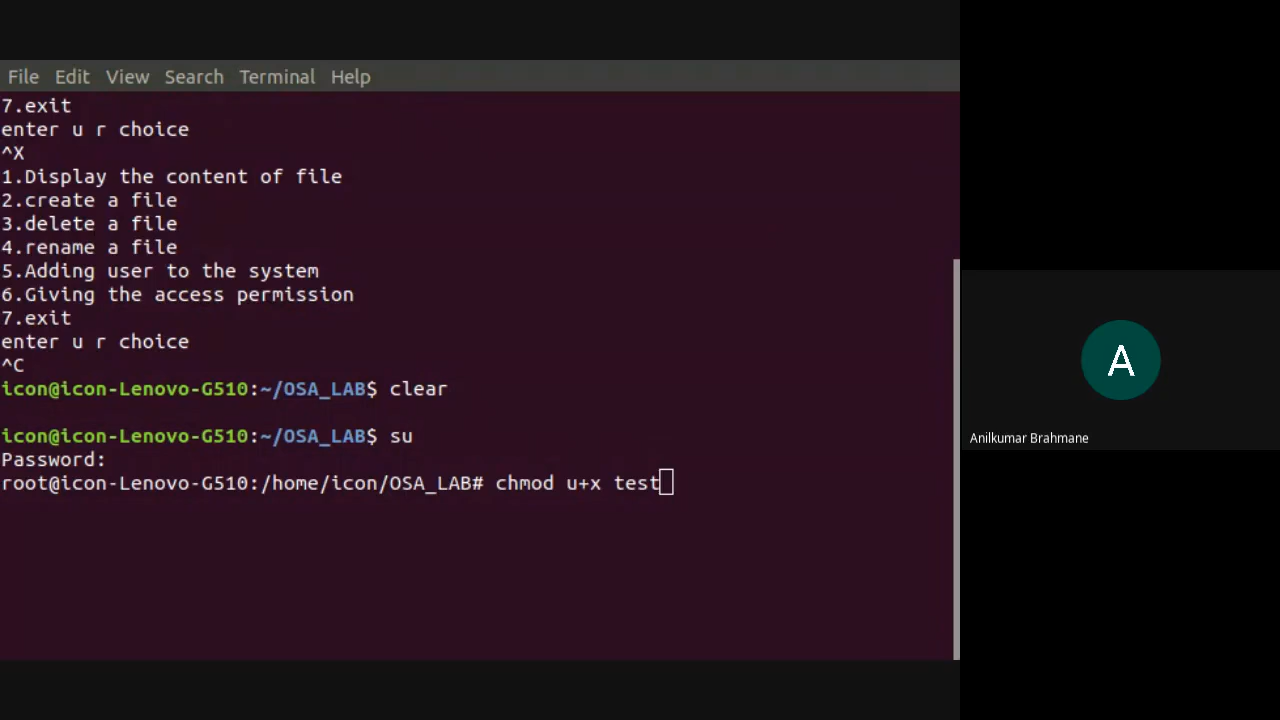 File Edit View Search Terminal Help
7.exit
enter u r choice
^X
1.Display the content of file
2.create a file
3.delete a file
4.rename a file
5.Adding user to the system
6.Giving the access permission
7.exit
enter u r choice
^C
icon@icon-Lenovo-G510:~/OSA_LAB$ clear
icon@icon-Lenovo-G510:~/OSA_LAB$ su
Password:
root@icon-Lenovo-G510:/home/icon/OSA_LAB# chmod u+x test
A
Anilkumar Brahmane